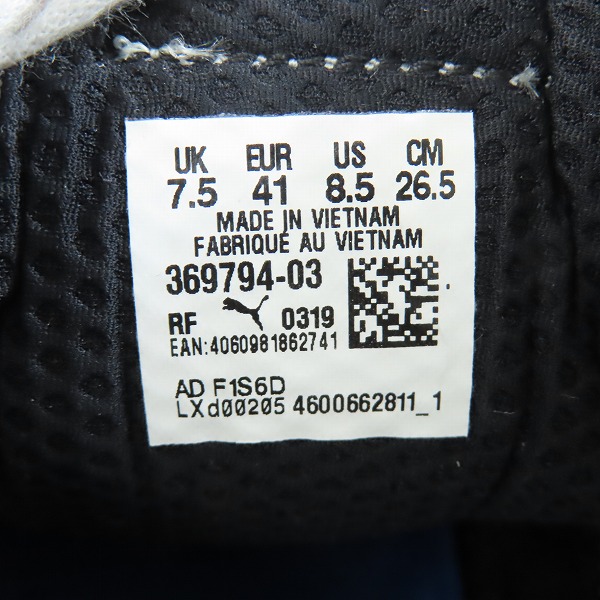 UK EUR US CM
7.5 41 8.5 26.5
MADE IN VIETNAM
FABRIQUÉ AU VIETNAM
369794-03
RF 0319
EAN:4060981862741
AD F1S6D
LXd00205 4600662811_1